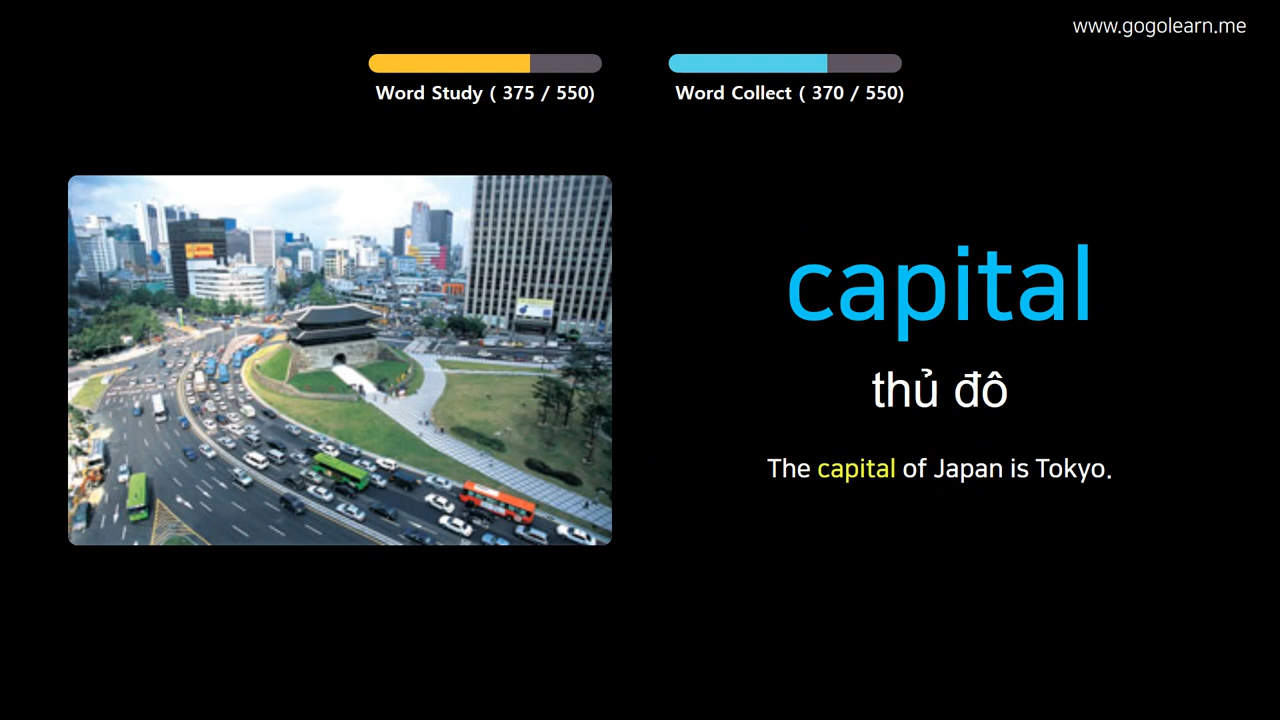 www.gogolearn.me
Word Study ( 375 / 550)
Word Collect ( 370 / 550)
capital
thủ đô
The capital of Japan is Tokyo.